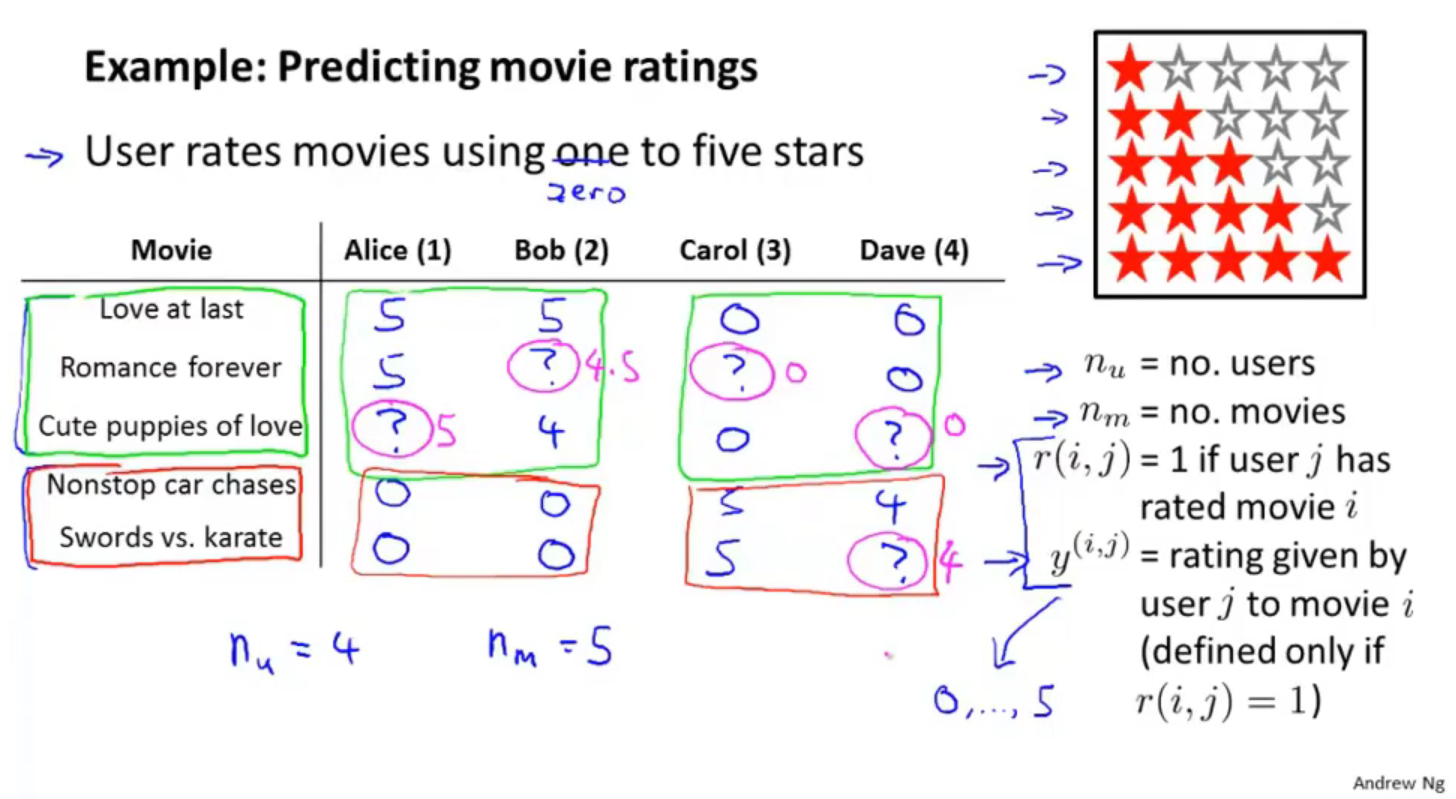 Example: Predicting movie ratings
→ User rates movies using one to five stars
zero
Movie Alice (1) Bob (2) Carol (3) Dave (4)
Love at last 5 5 0 0
Romance forever 5 ? 4.5 ? 0 0
Cute puppies of love ? 5 4 0 ? 0
Nonstop car chases 0 0 5 4
Swords vs. karate 0 0 5 ? 4
n_u = 4 n_m = 5
→ n_u = no. users
→ n_m = no. movies
→ r(i, j) = 1 if user j has
rated movie i
→ y^(i,j) = rating given by
user j to movie i
(defined only if
r(i, j) = 1)
0,..., 5
Andrew Ng